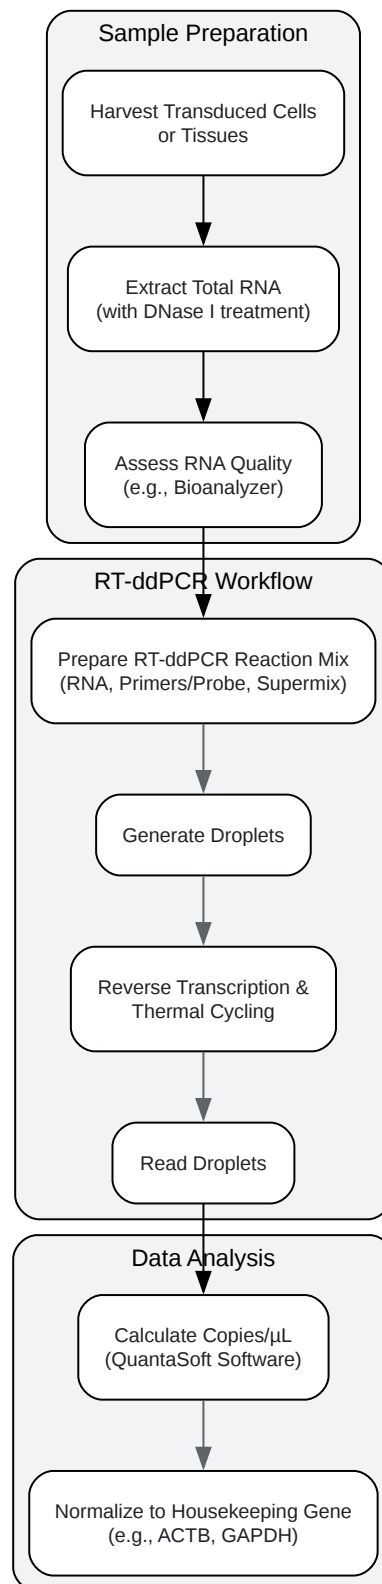 Sample Preparation
Harvest Transduced Cells
or Tissues
Extract Total RNA
(with DNase I treatment)
Assess RNA Quality
(e.g., Bioanalyzer)
RT-ddPCR Workflow
Prepare RT-ddPCR Reaction Mix
(RNA, Primers/Probe, Supermix)
Generate Droplets
Reverse Transcription &
Thermal Cycling
Read Droplets
Data Analysis
Calculate Copies/µL
(QuantaSoft Software)
Normalize to Housekeeping Gene
(e.g., ACTB, GAPDH)